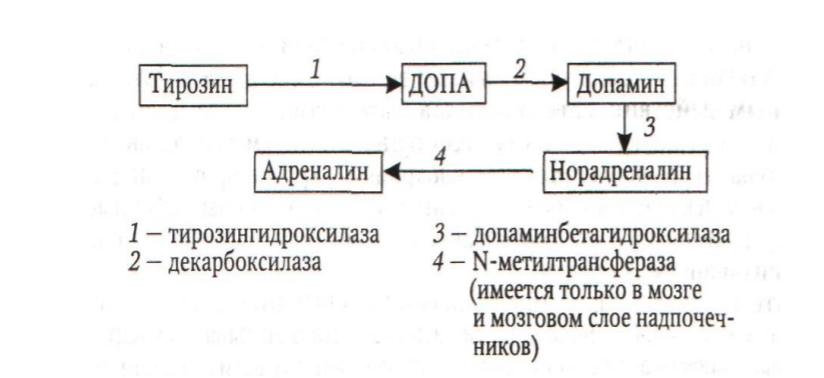 Тирозин 1 ДОПА 2 Допамин
3
Адреналин 4 Норадреналин
1 – тирозингидроксилаза
2 – декарбоксилаза
3 – допаминбетагидроксилаза
4 – N-метилтрансфераза
(имеется только в мозге
и мозговом слое надпочеч-
ников)